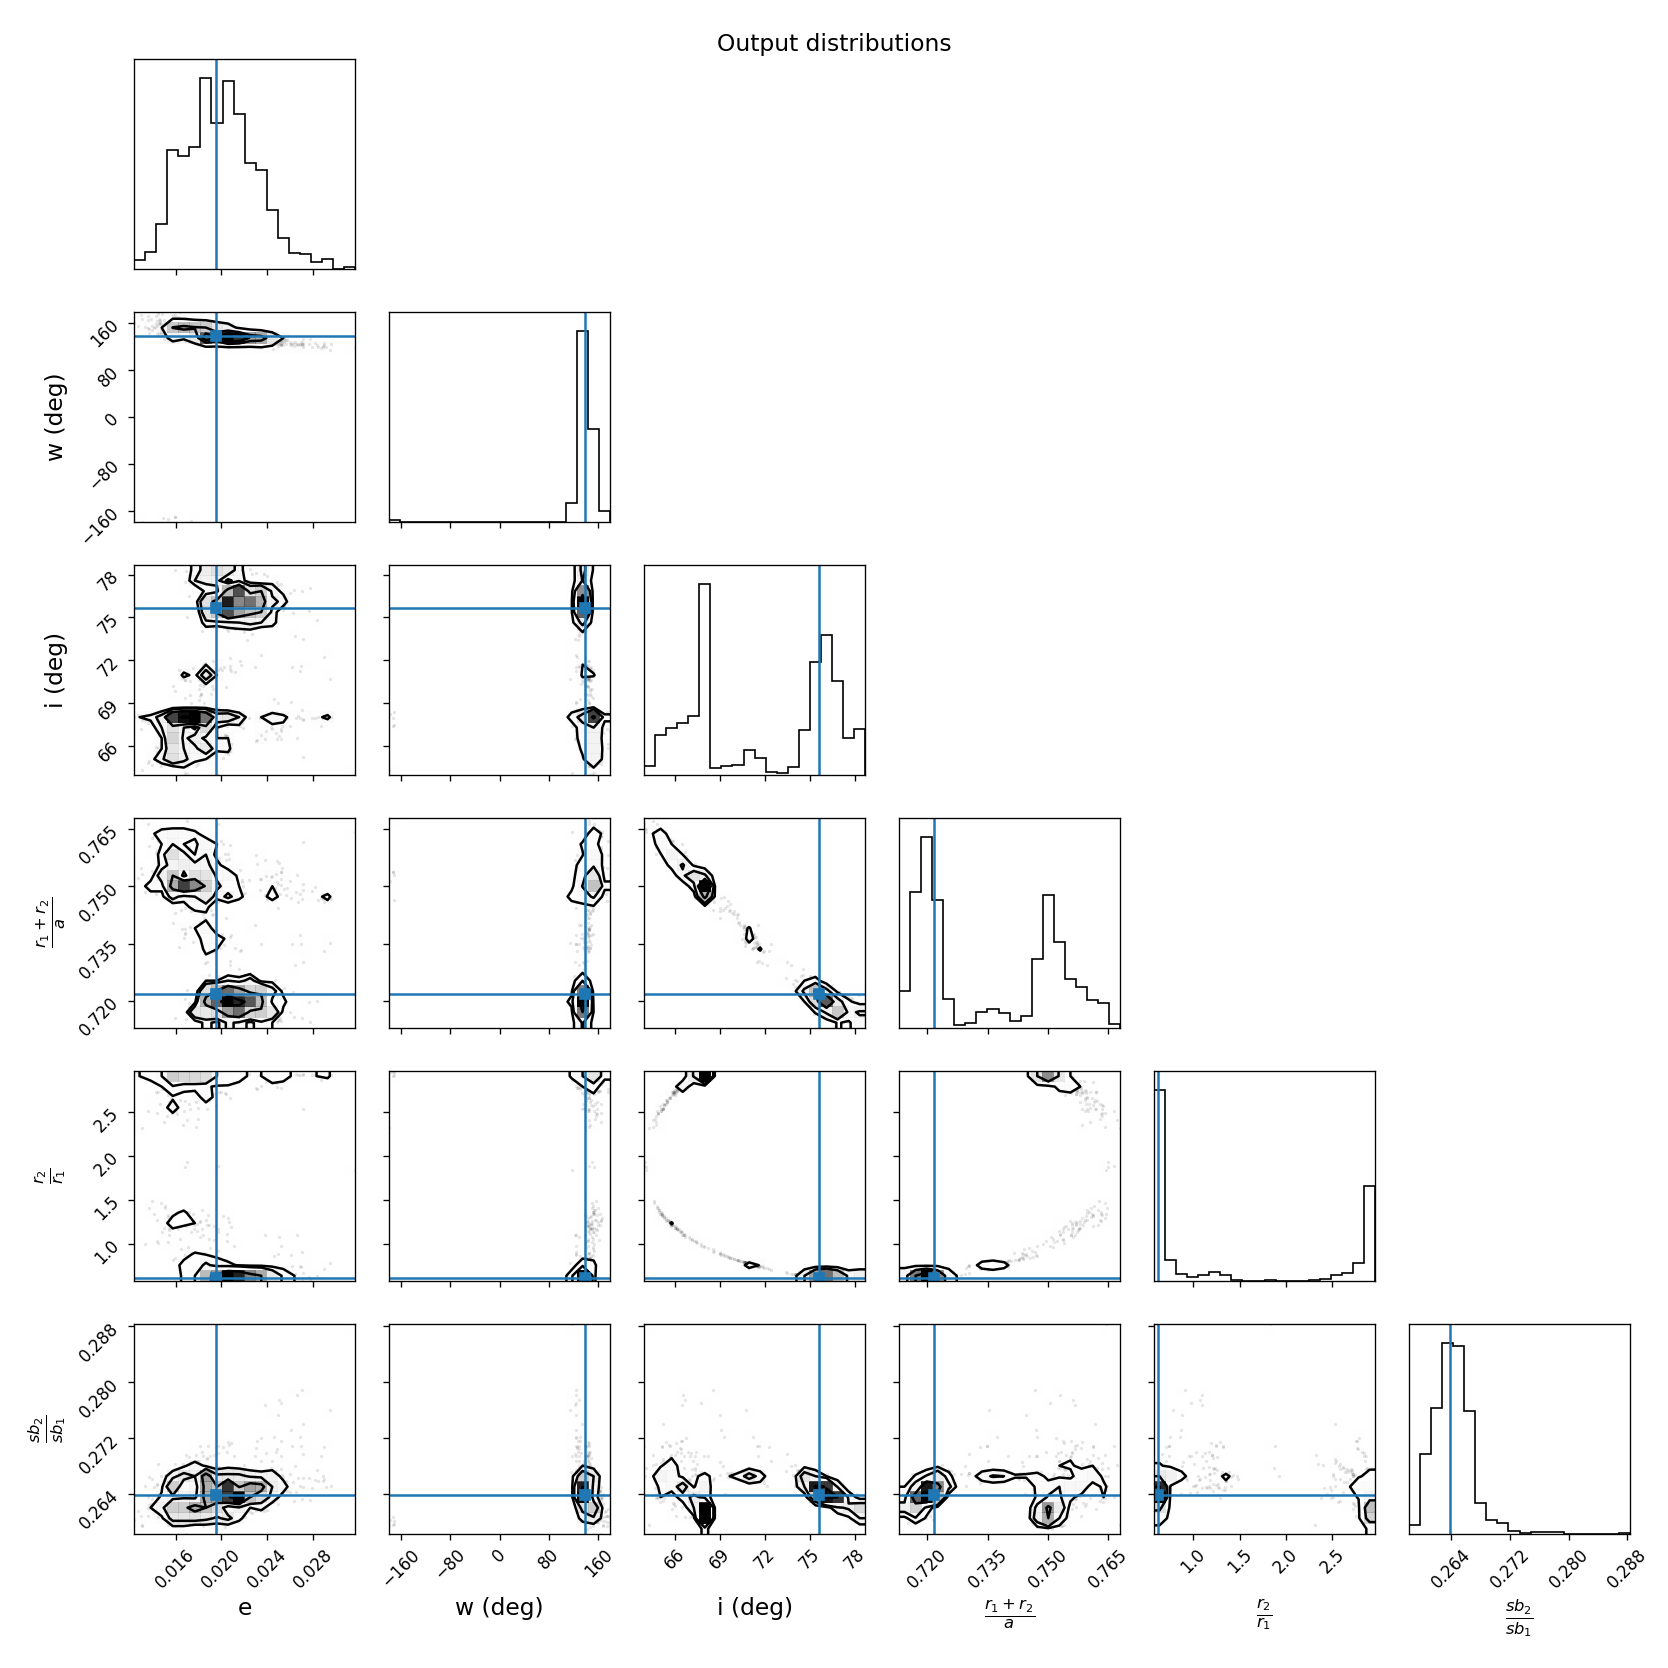 Output distributions
160
80
0
−80
−160
w (deg)
78
75
72
69
66
i (deg)
0.765
0.750
0.735
0.720
r₁ + r₂
a
2.5
2.0
1.5
1.0
r₂
r₁
0.288
0.280
0.272
0.264
sb₂
sb₁
0.016 0.020 0.024 0.028 −160 −80 0 80 160 66 69 72 75 78 0.720 0.735 0.750 0.765 1.0 1.5 2.0 2.5 0.264 0.272 0.280 0.288
e w (deg) i (deg)
r₁ + r₂
a
r₂
r₁
sb₂
sb₁